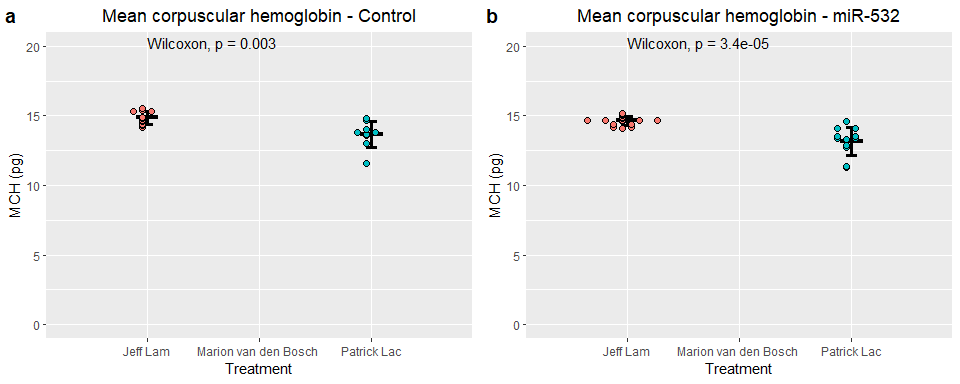 a
Mean corpuscular hemoglobin - Control
Wilcoxon, p = 0.003
MCH (pg)
20
15
10
5
0
Jeff Lam
Marion van den Bosch
Patrick Lac
Treatment
b
Mean corpuscular hemoglobin - miR-532
Wilcoxon, p = 3.4e-05
MCH (pg)
20
15
10
5
0
Jeff Lam
Marion van den Bosch
Patrick Lac
Treatment